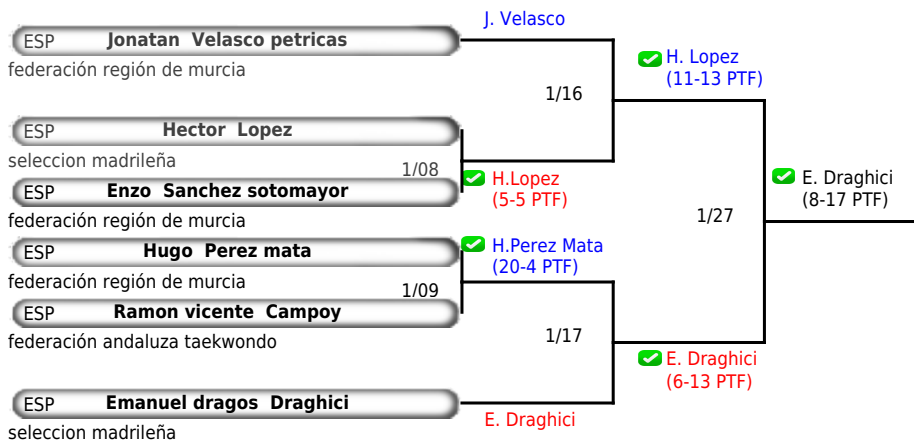 J. Velasco
ESP Jonatan Velasco petricas
federación región de murcia
H. Lopez
(11-13 PTF)
1/16
ESP Hector Lopez
seleccion madrileña
1/08
H.Lopez
(5-5 PTF)
ESP Enzo Sanchez sotomayor
federación región de murcia
E. Draghici
(8-17 PTF)
1/27
ESP Hugo Perez mata
federación región de murcia
H.Perez Mata
(20-4 PTF)
1/09
ESP Ramon vicente Campoy
federación andaluza taekwondo
1/17
E. Draghici
(6-13 PTF)
ESP Emanuel dragos Draghici
seleccion madrileña
E. Draghici